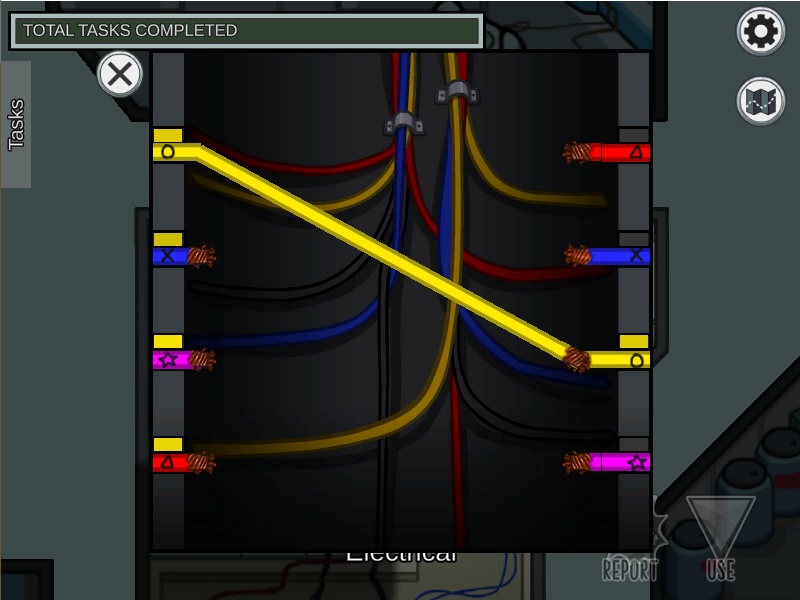 TOTAL TASKS COMPLETED
Tasks
Electrical
REPORT
USE